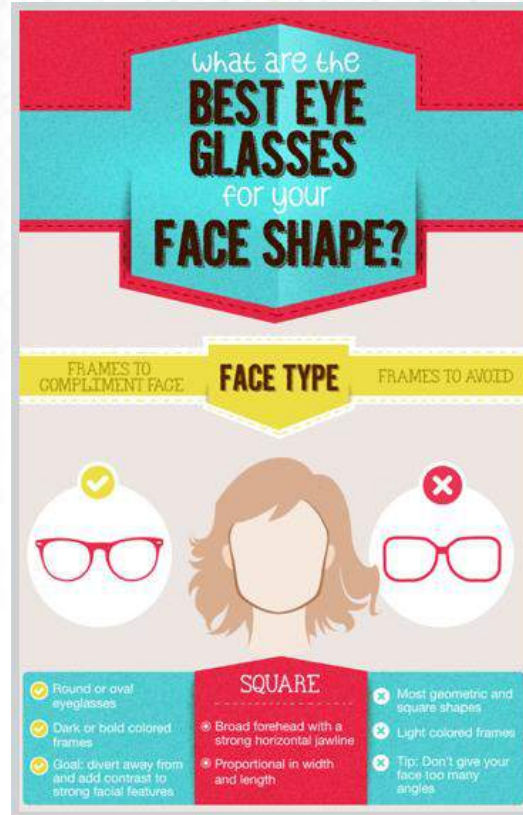 what are the
BEST EYE
GLASSES
for your
FACE SHAPE?
FRAMES TO
COMPLIMENT FACE
FACE TYPE
FRAMES TO AVOID
Round or oval
eyeglasses
Dark or bold colored
frames
Goal: divert away from
and add contrast to
strong facial features
SQUARE
Broad forehead with a
strong horizontal jawline
Proportional in width
and length
Most geometric and
square shapes
Light colored frames
Tip: Don't give your
face too many
angles